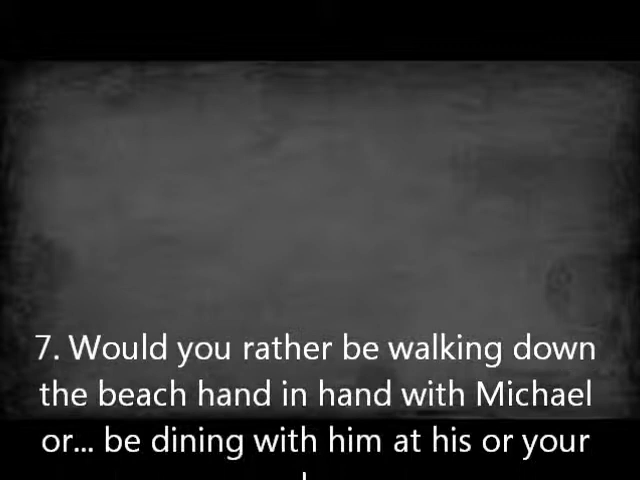 7. Would you rather be walking down
the beach hand in hand with Michael
or... be dining with him at his or your